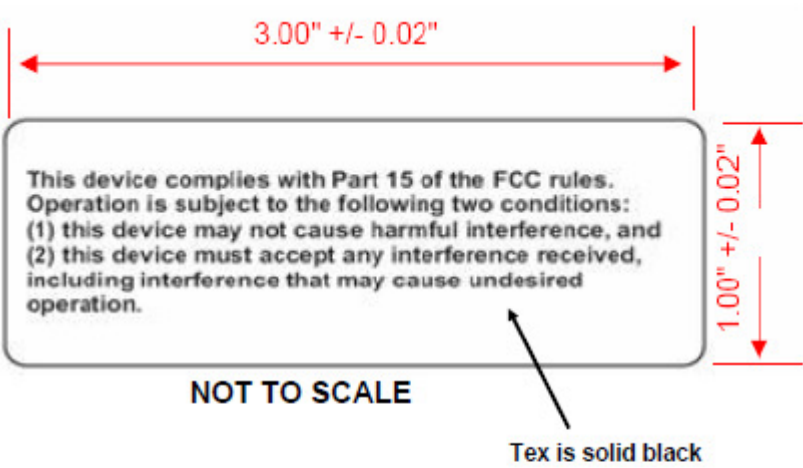 3.00" +/- 0.02"
This device complies with Part 15 of the FCC rules.
Operation is subject to the following two conditions:
(1) this device may not cause harmful interference, and
(2) this device must accept any interference received,
including interference that may cause undesired
operation.
1.00" +/- 0.02"
NOT TO SCALE
Tex is solid black